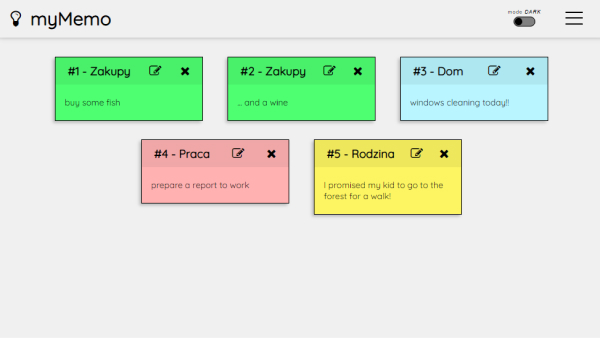 myMemo
mode DARK
#1 - Zakupy
buy some fish
#2 - Zakupy
... and a wine
#3 - Dom
windows cleaning today!!
#4 - Praca
prepare a report to work
#5 - Rodzina
I promised my kid to go to the
forest for a walk!